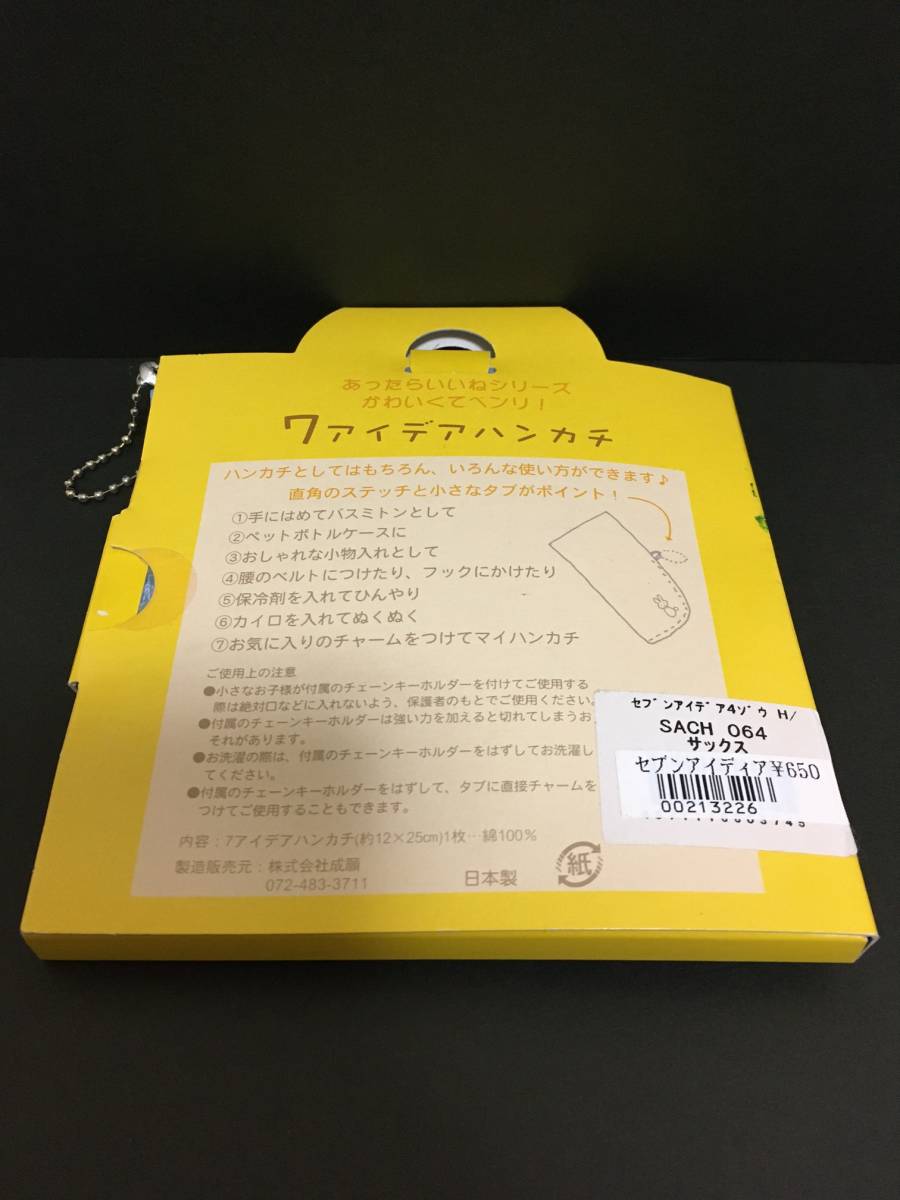 あったらいいねシリーズ
かわいくてベンリ！
7アイデアハンカチ
ハンカチとしてはもちろん、いろんな使い方ができます♪
直角のステッチと小さなタブがポイント！
①手にはめてバスミトンとして
②ペットボトルケースに
③おしゃれな小物入れとして
④腰のベルトにつけたり、フックにかけたり
⑤保冷剤を入れてひんやり
⑥カイロを入れてぬくぬく
⑦お気に入りのチャームをつけてマイハンカチ
ご使用上の注意
●小さなお子様が付属のチェーンキーホルダーを付けてご使用する
際は絶対口などに入れないよう、保護者のもとでご使用ください。
●付属のチェーンキーホルダーは強い力を加えると切れてしまうお
それがあります。
●お洗濯の際は、付属のチェーンキーホルダーをはずしてお洗濯し
てください。
●付属のチェーンキーホルダーをはずして、タブに直接チャームを
つけてご使用することもできます。
内容：7アイデアハンカチ(約12×25cm)1枚…綿100％
製造販売元：株式会社成願
072-483-3711
日本製
紙
ｾﾌﾞﾝｱｲﾃﾞｱ4ｿﾞｳ H/
SACH 064
サックス
セブンアイディア¥650
00213226